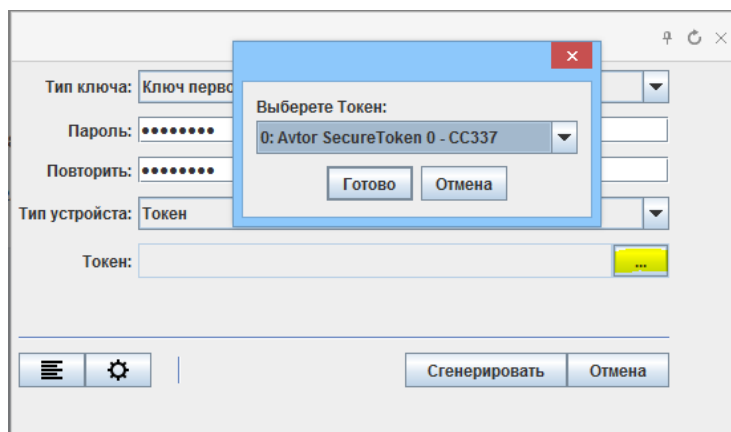 Тип ключа: Ключ перво
Выберете Токен:
Пароль: ••••••••
0: Avtor SecureToken 0 - CC337
Повторить: ••••••••
Готово Отмена
Тип устройста: Токен
Токен: ...
Сгенерировать Отмена